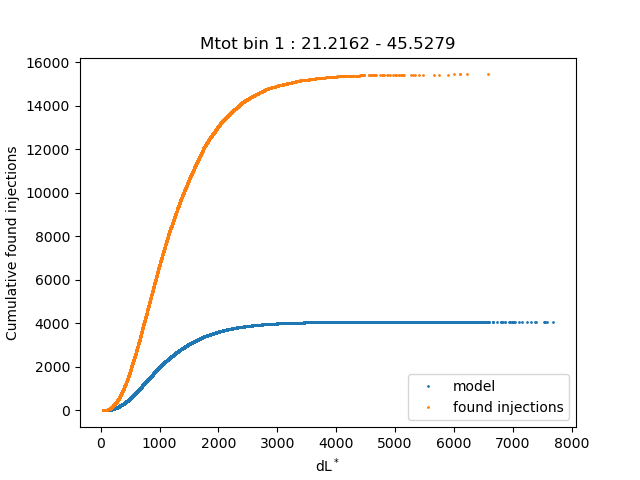 Mtot bin 1 : 21.2162 - 45.5279
Cumulative found injections
16000
14000
12000
10000
8000
6000
4000
2000
0
0 1000 2000 3000 4000 5000 6000 7000 8000
dL*
model
found injections